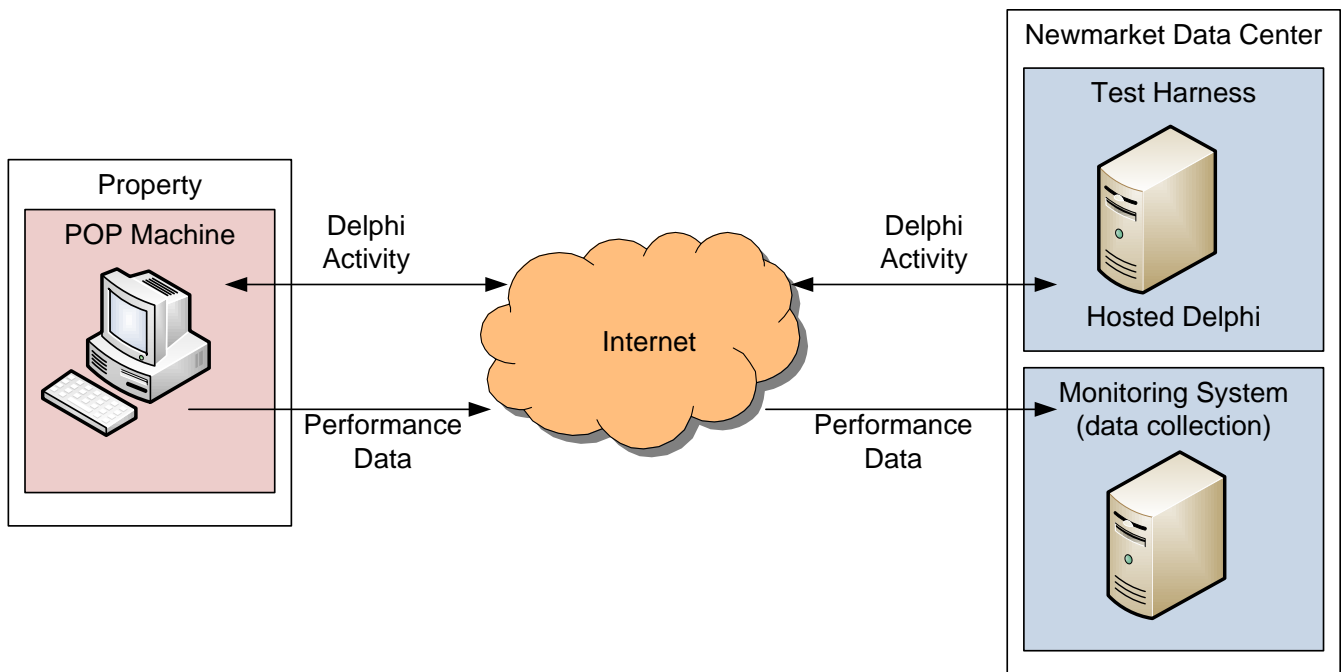 Property
POP Machine
Delphi
Activity
Performance
Data
Internet
Delphi
Activity
Performance
Data
Newmarket Data Center
Test Harness
Hosted Delphi
Monitoring System
(data collection)